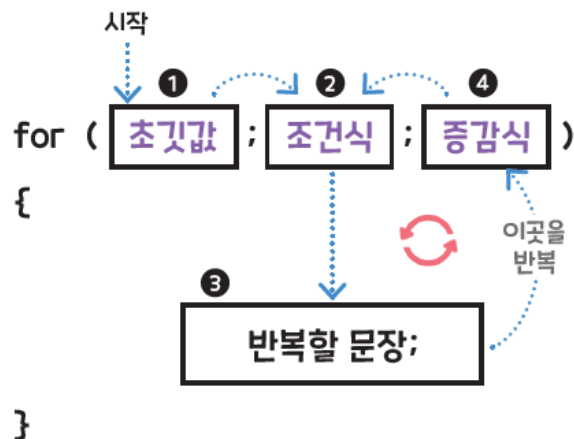 시작
❶ ❷ ❹
for ( 초깃값 ; 조건식 ; 증감식 )
{
이곳을
반복
❸
반복할 문장;
}